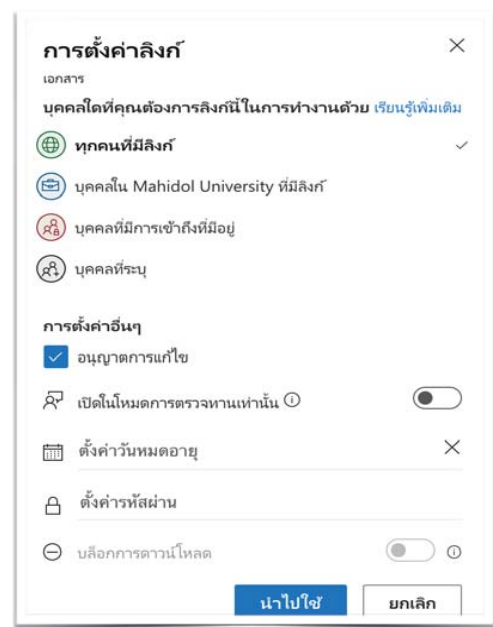 การตั้งค่าลิงก์
เอกสาร
บุคคลใดที่คุณต้องการลิงก์นี้ในการทำงานด้วย เรียนรู้เพิ่มเติม
ทุกคนที่มีลิงก์
บุคคลใน Mahidol University ที่มีลิงก์
บุคคลที่มีการเข้าถึงที่มีอยู่
บุคคลที่ระบุ
การตั้งค่าอื่นๆ
อนุญาตการแก้ไข
เปิดในโหมดการตรวจทานเท่านั้น
ตั้งค่าวันหมดอายุ
ตั้งค่ารหัสผ่าน
บล็อกการดาวน์โหลด
นำไปใช้ ยกเลิก